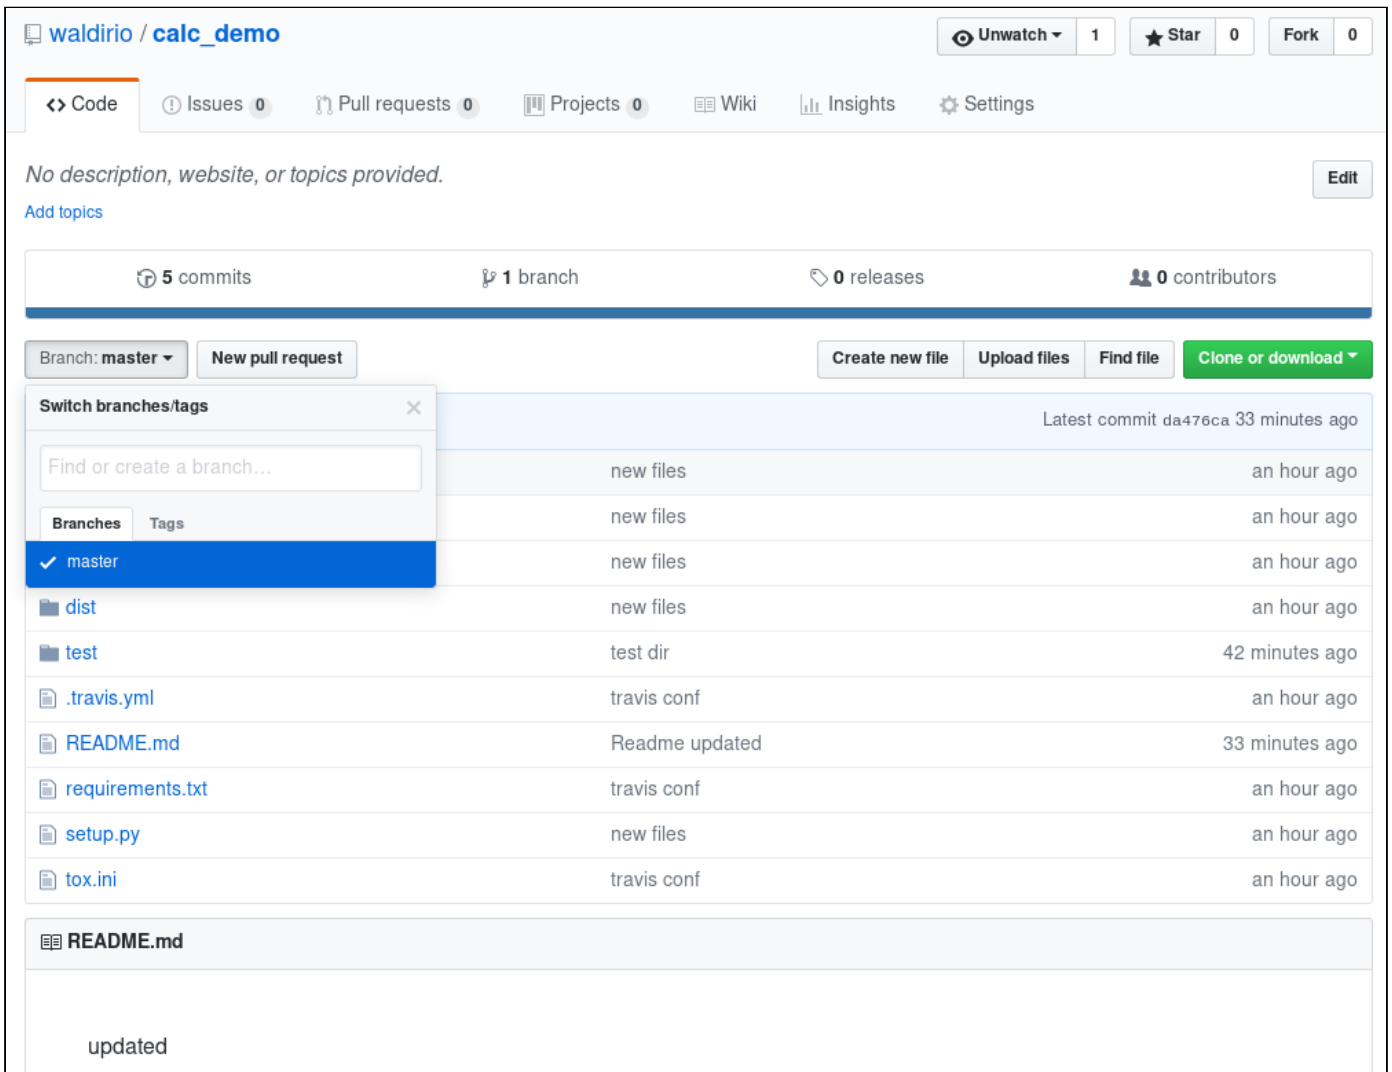 waldirio / calc_demo
Unwatch 1 Star 0 Fork 0
Code Issues 0 Pull requests 0 Projects 0 Wiki Insights Settings
No description, website, or topics provided. Edit
Add topics
5 commits 1 branch 0 releases 0 contributors
Branch: master New pull request Create new file Upload files Find file Clone or download
Switch branches/tags
Latest commit da476ca 33 minutes ago
Find or create a branch...
new files an hour ago
Branches Tags
new files an hour ago
master
new files an hour ago
dist new files an hour ago
test test dir 42 minutes ago
.travis.yml travis conf an hour ago
README.md Readme updated 33 minutes ago
requirements.txt travis conf an hour ago
setup.py new files an hour ago
tox.ini travis conf an hour ago
README.md
updated